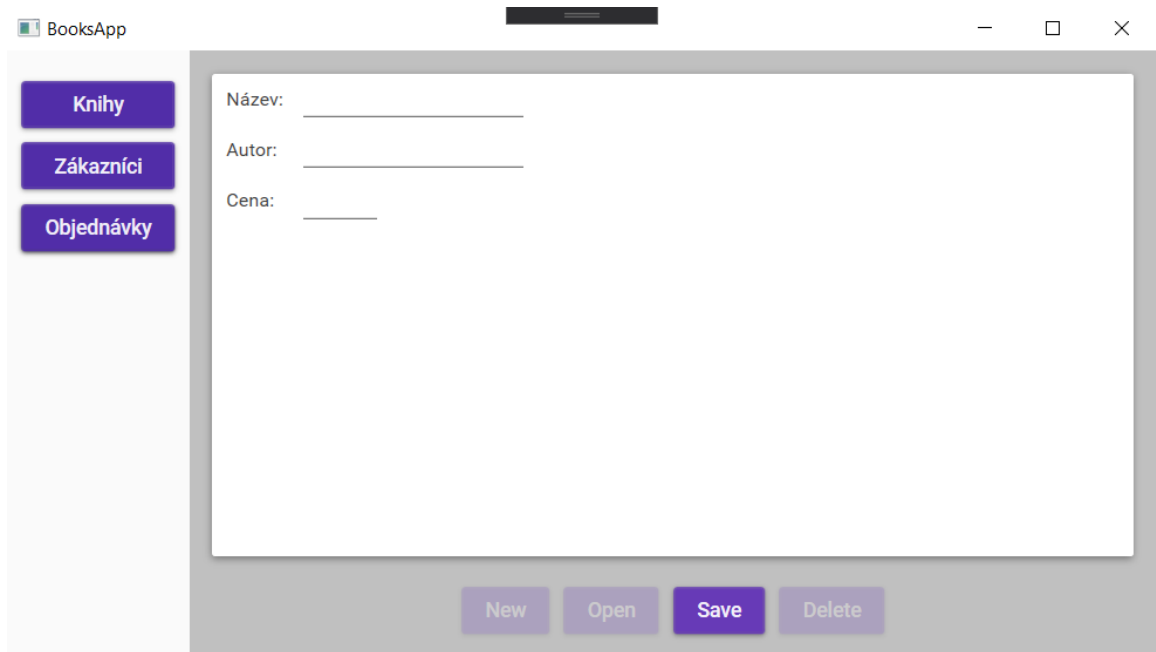 BooksApp
Knihy
Zákazníci
Objednávky
Název:
Autor:
Cena:
New
Open
Save
Delete